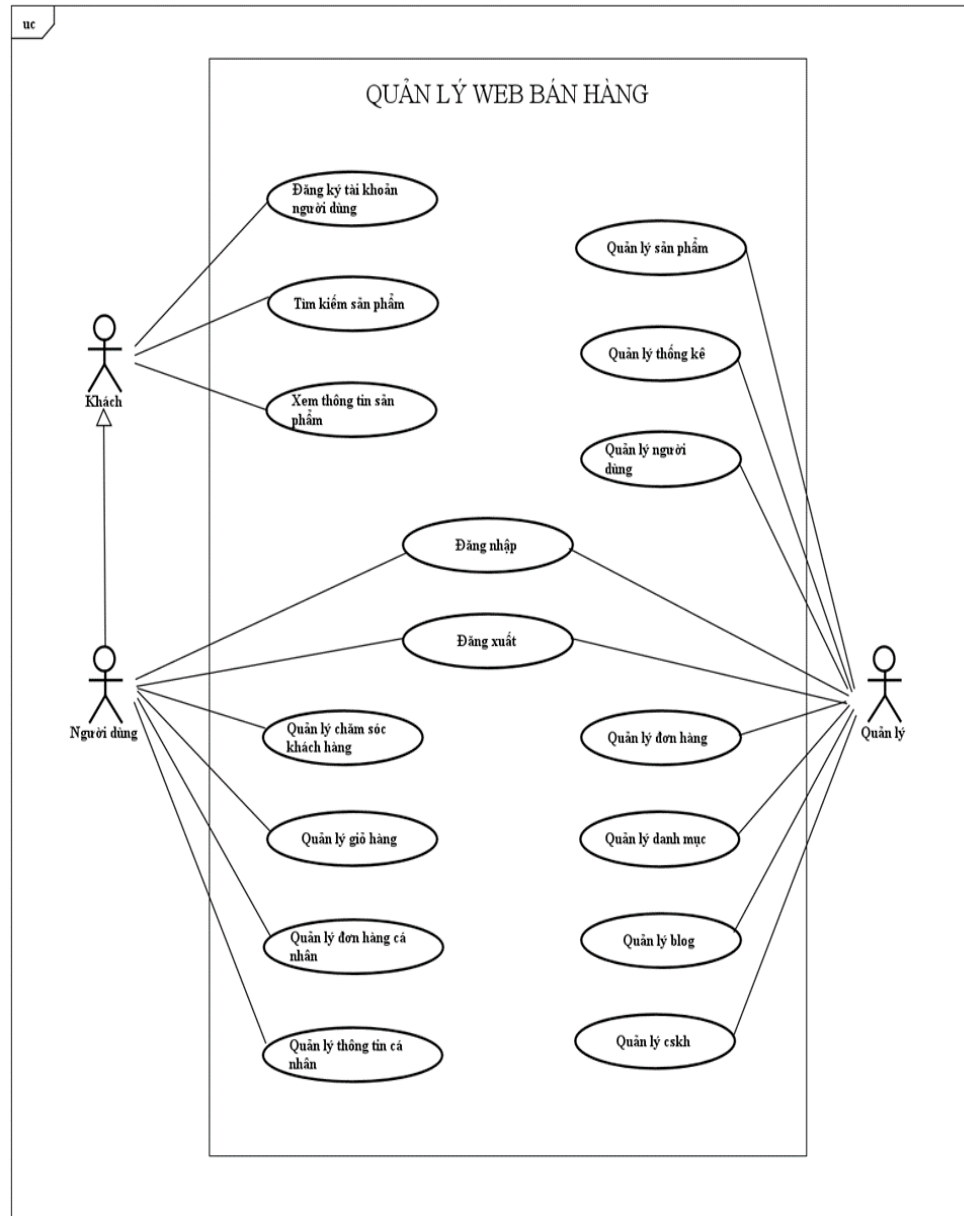 uc
QUẢN LÝ WEB BÁN HÀNG
Đăng ký tài khoản
người dùng
Quản lý sản phẩm
Tìm kiếm sản phẩm
Quản lý thống kê
Khách
Xem thông tin sản
phẩm
Quản lý người
dùng
Đăng nhập
Đăng xuất
Người dùng
Quản lý chăm sóc
khách hàng
Quản lý đơn hàng
Quản lý
Quản lý giỏ hàng
Quản lý danh mục
Quản lý đơn hàng cá
nhân
Quản lý blog
Quản lý thông tin cá
nhân
Quản lý cskh